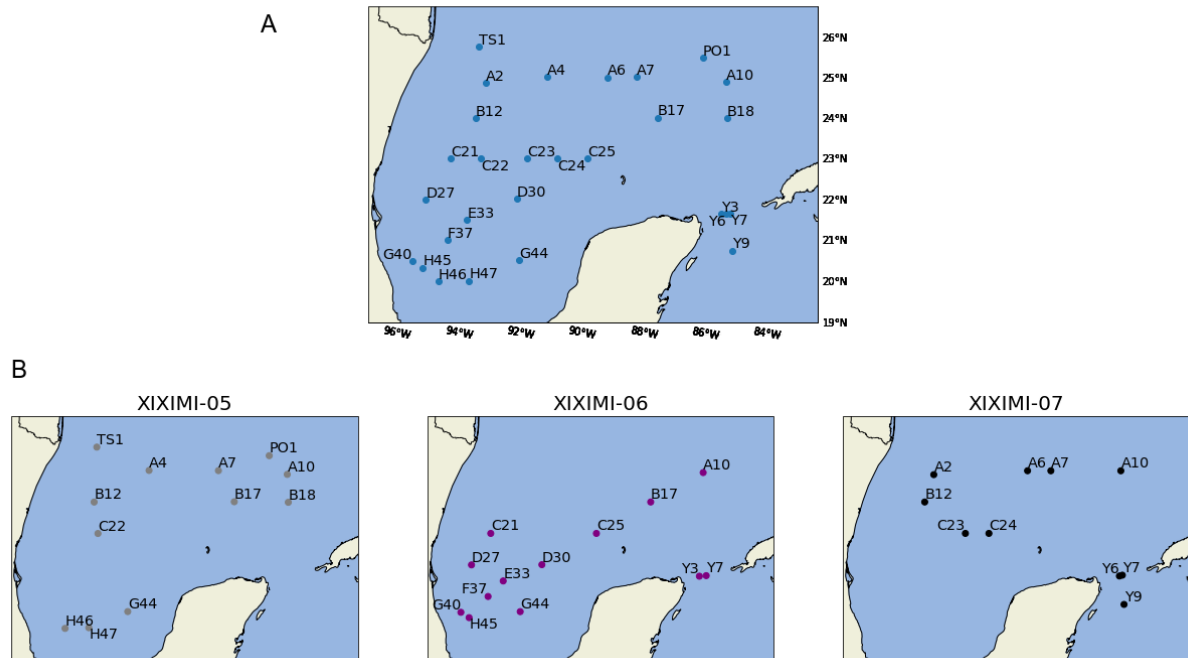 A
TS1
PO1
A2
A4
A6
A7
A10
B12
B17
B18
C21
C22
C23
C24
C25
D27
D30
E33
Y3
Y6
Y7
F37
Y9
G40
H45
G44
H46
H47
26°N
25°N
24°N
23°N
22°N
21°N
20°N
19°N
96°W
94°W
92°W
90°W
88°W
86°W
84°W
B
XIXIMI-05
TS1
PO1
A4
A7
A10
B12
B17
B18
C22
G44
H46
H47
XIXIMI-06
A10
B17
C21
C25
D27
D30
E33
Y3
Y7
F37
G40
G44
H45
XIXIMI-07
A2
A6
A7
A10
B12
C23
C24
Y6
Y7
Y9